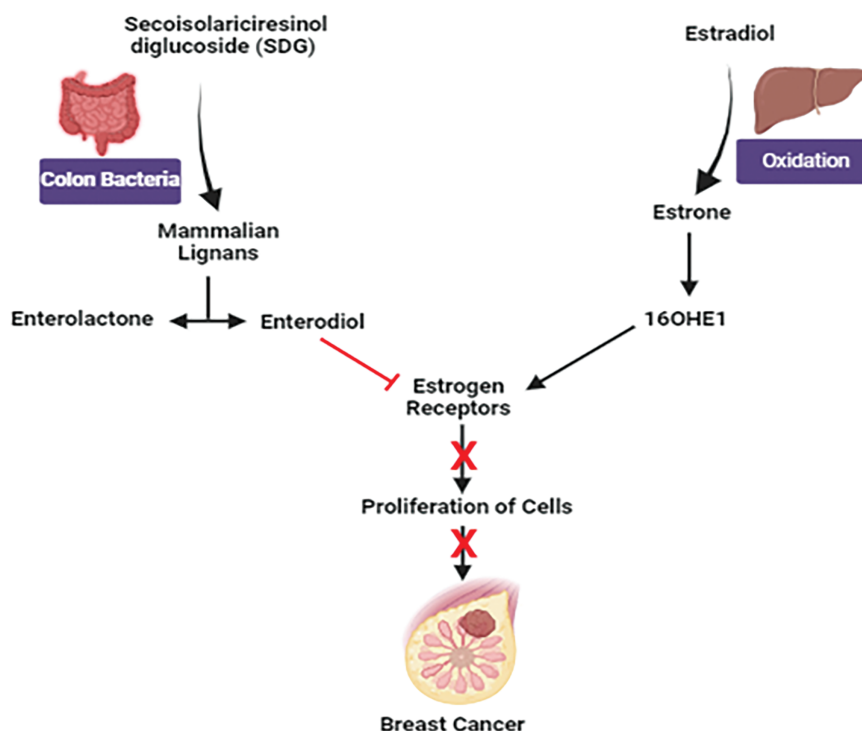 Secoisolariciresinol
diglucoside (SDG)
Estradiol
Colon Bacteria
Oxidation
Mammalian
Lignans
Estrone
Enterolactone
Enterodiol
16OHE1
Estrogen
Receptors
X
Proliferation of Cells
X
Breast Cancer